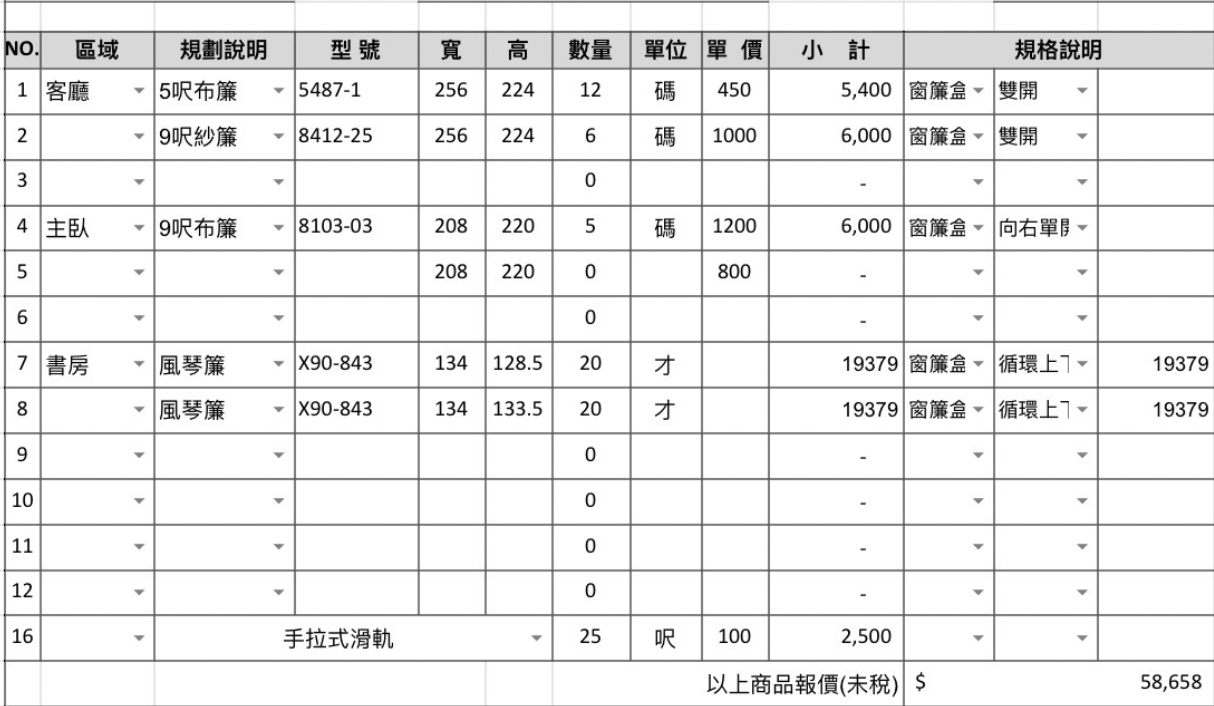 NO. 區域 規劃說明 型 號 寬 高 數量 單位 單 價 小 計 規格說明
1 客廳 5呎布簾 5487-1 256 224 12 碼 450 5,400 窗簾盒 雙開
2 9呎紗簾 8412-25 256 224 6 碼 1000 6,000 窗簾盒 雙開
3 0 -
4 主臥 9呎布簾 8103-03 208 220 5 碼 1200 6,000 窗簾盒 向右單開
5 208 220 0 800 -
6 0 -
7 書房 風琴簾 X90-843 134 128.5 20 才 19379 窗簾盒 循環上下 19379
8 風琴簾 X90-843 134 133.5 20 才 19379 窗簾盒 循環上下 19379
9 0 -
10 0 -
11 0 -
12 0 -
16 手拉式滑軌 25 呎 100 2,500
以上商品報價(未稅) $ 58,658